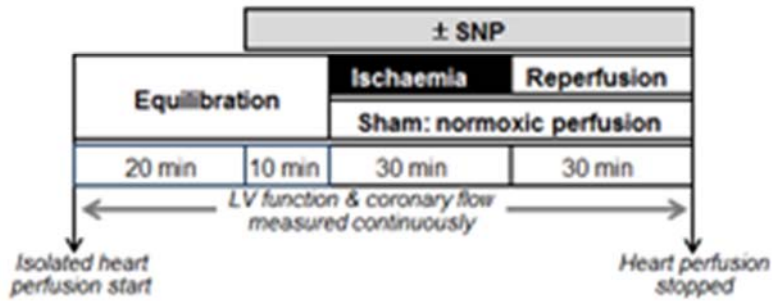 ± SNP
Ischaemia
Reperfusion
Equilibration
Sham: normoxic perfusion
20 min
10 min
30 min
30 min
LV function & coronary flow
measured continuously
Isolated heart
perfusion start
Heart perfusion
stopped